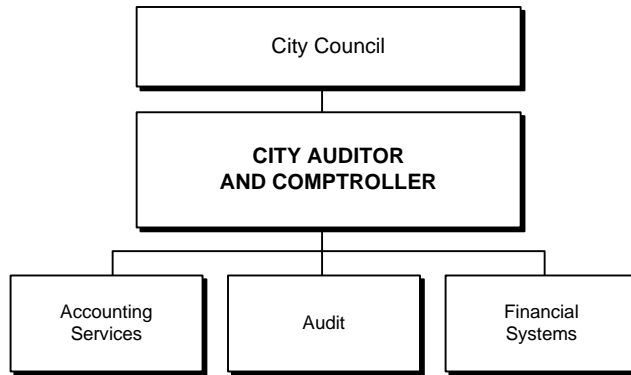 City Council
CITY AUDITOR
AND COMPTROLLER
Accounting
Services
Audit
Financial
Systems